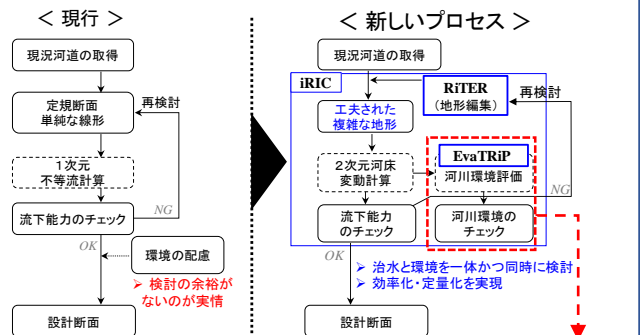 ＜ 現行 ＞
現況河道の取得
定規断面
単純な線形
再検討
１次元
不等流計算
流下能力のチェック
NG
OK
環境の配慮
➢ 検討の余裕が
ないのが実情
設計断面
＜ 新しいプロセス ＞
現況河道の取得
iRIC
RiTER
(地形編集)
再検討
工夫された
複雑な地形
EvaTRiP
２次元河床
変動計算
河川環境評価
NG
流下能力
のチェック
河川環境の
チェック
OK
➢ 治水と環境を一体かつ同時に検討
➢ 効率化・定量化を実現
設計断面